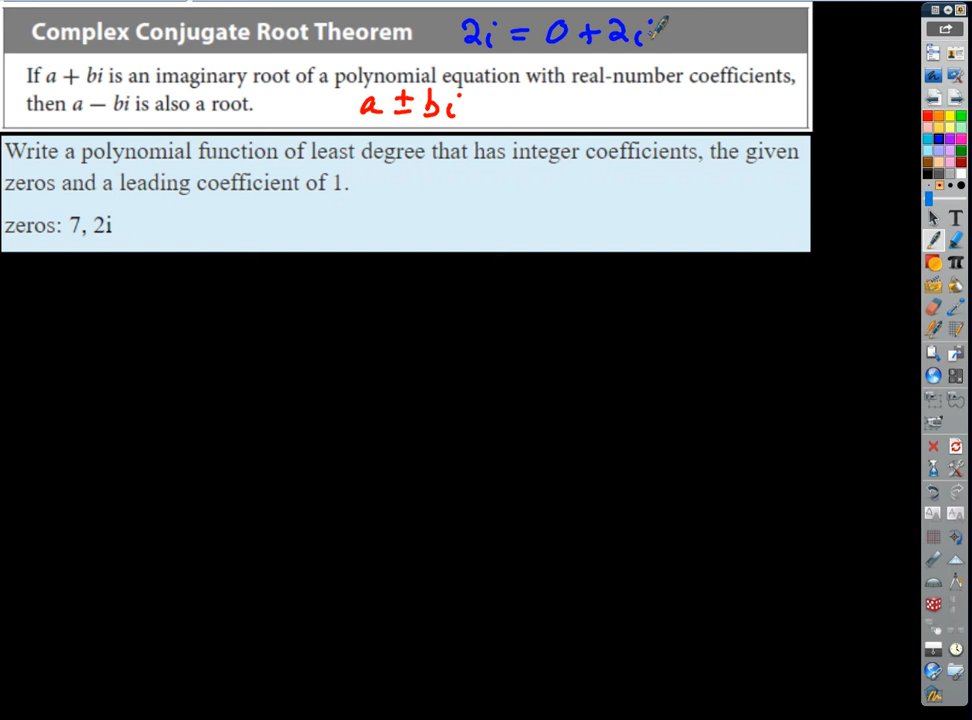 Complex Conjugate Root Theorem 2i = 0 + 2i
If a + bi is an imaginary root of a polynomial equation with real-number coefficients,
then a − bi is also a root. a ± bi
Write a polynomial function of least degree that has integer coefficients, the given
zeros and a leading coefficient of 1.
zeros: 7, 2i
T
π